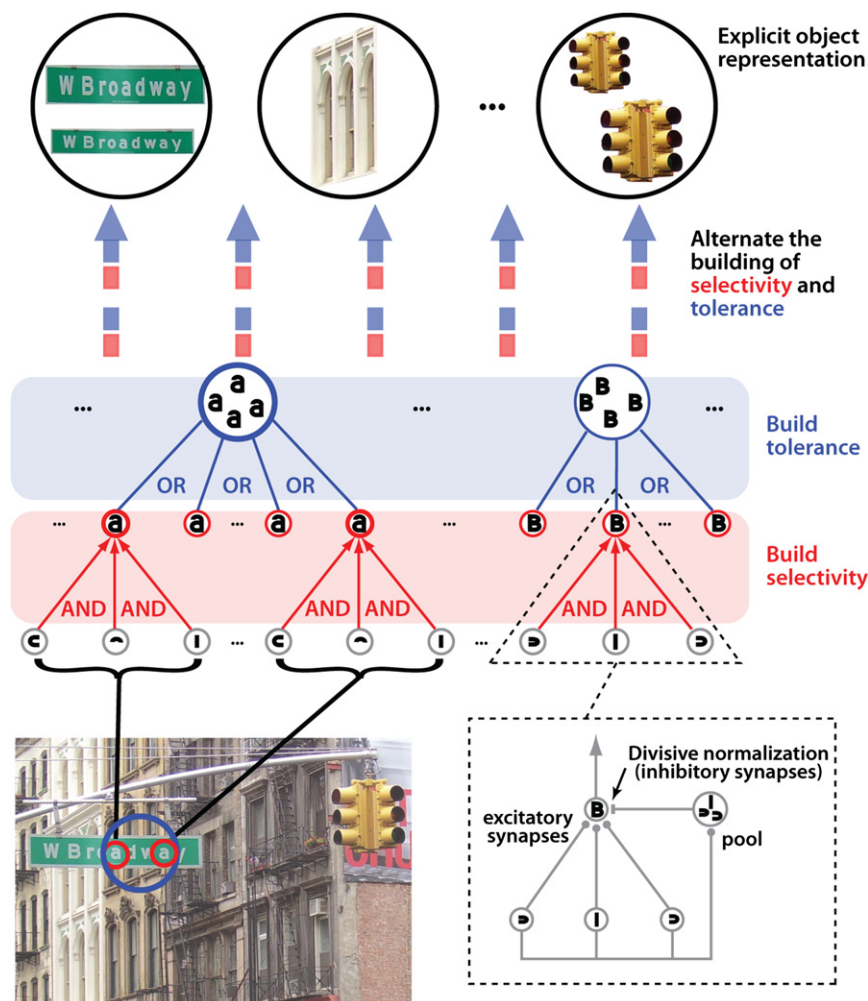 W Broadway
W Broadway
...
Explicit object
representation
Alternate the
building of
selectivity and
tolerance
...
a a a a
...
B B B B
...
Build
tolerance
OR OR OR
OR OR
...
a
a
...
a
a
...
B
B
...
B
Build
selectivity
AND AND
AND AND
AND AND
...
...
W Broadway
Divisive normalization
(inhibitory synapses)
excitatory
synapses
B
pool